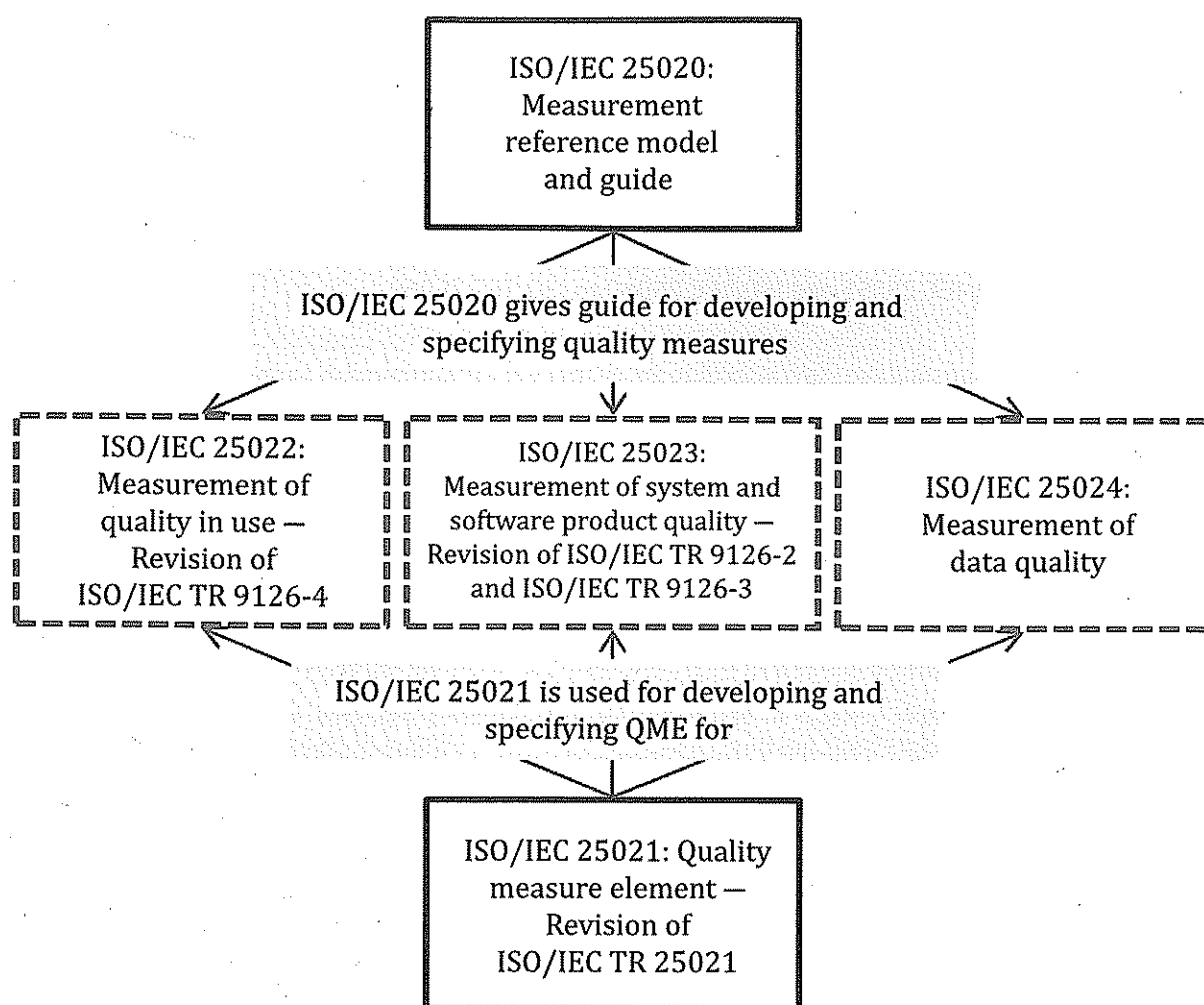 ISO/IEC 25020:
Measurement
reference model
and guide
ISO/IEC 25020 gives guide for developing and
specifying quality measures
ISO/IEC 25022:
Measurement of
quality in use —
Revision of
ISO/IEC TR 9126-4
ISO/IEC 25023:
Measurement of system and
software product quality —
Revision of ISO/IEC TR 9126-2
and ISO/IEC TR 9126-3
ISO/IEC 25024:
Measurement of
data quality
ISO/IEC 25021 is used for developing and
specifying QME for
ISO/IEC 25021: Quality
measure element —
Revision of
ISO/IEC TR 25021